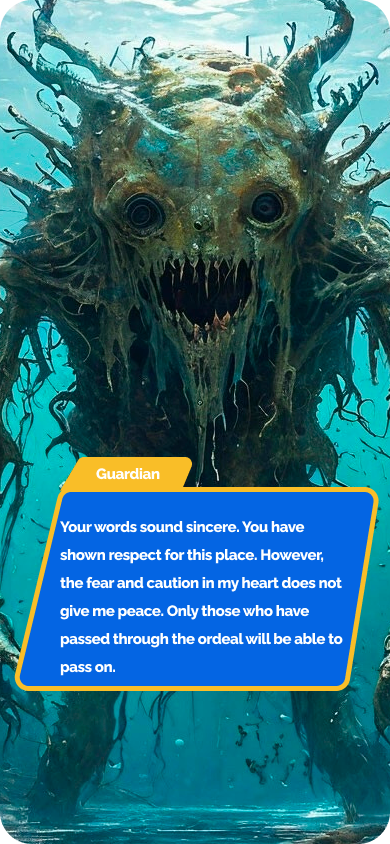 Guardian
Your words sound sincere. You have
shown respect for this place. However,
the fear and caution in my heart does not
give me peace. Only those who have
passed through the ordeal will be able to
pass on.